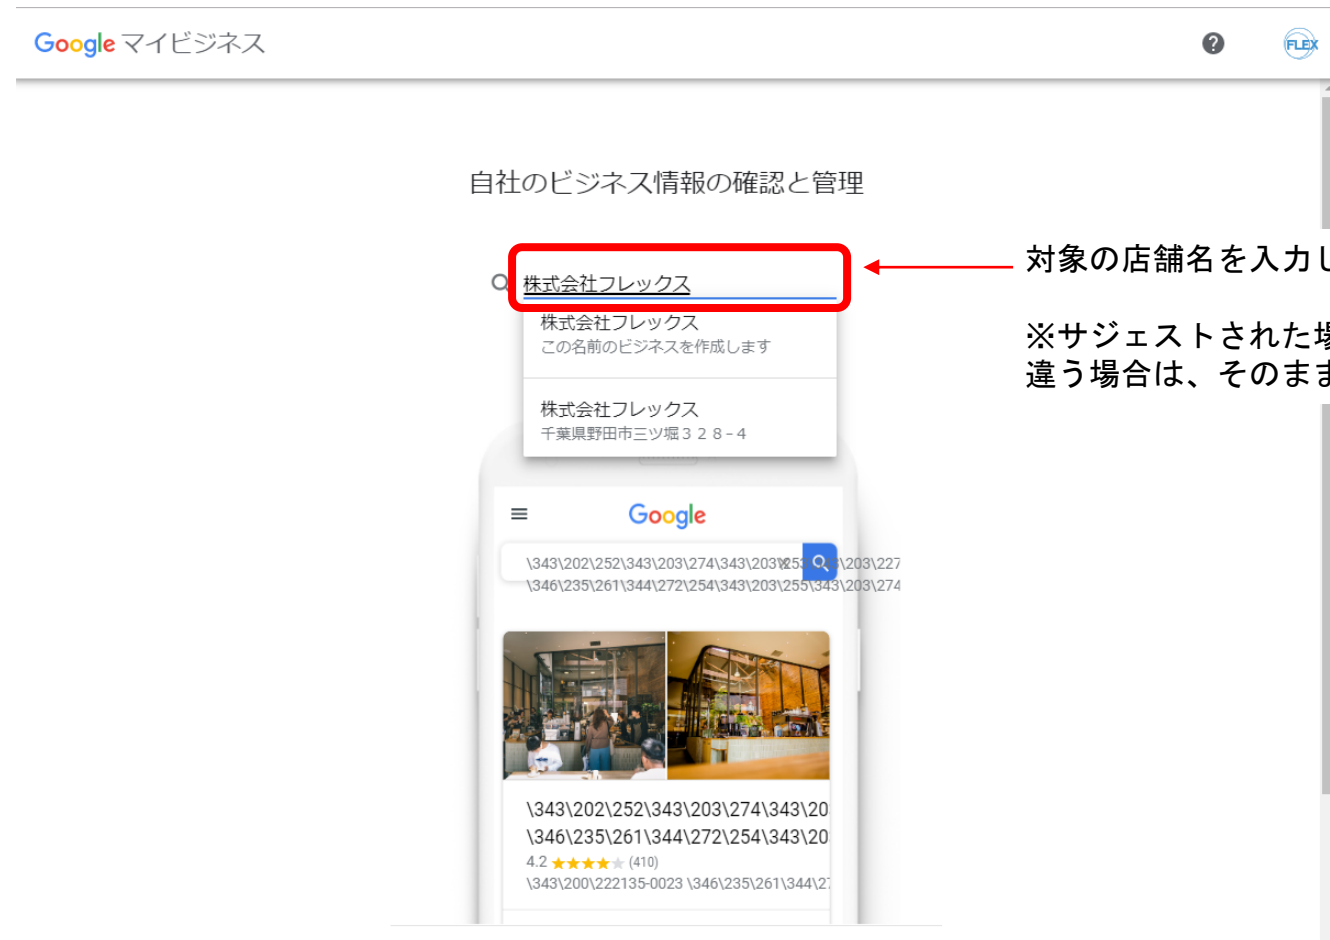 Google マイビジネス
FLEX
自社のビジネス情報の確認と管理
株式会社フレックス
対象の店舗名を入力し
株式会社フレックス
この名前のビジネスを作成します
※サジェストされた場
違う場合は、そのまま
株式会社フレックス
千葉県野田市三ツ堀３２８−４
Google
\343\202\252\343\203\274\343\203\
\203\227
\346\235\261\344\272\254\343\203\255\343\203\274
\343\202\252\343\203\274\343\20
\346\235\261\344\272\254\343\20
4.2 ★★★★★ (410)
\343\200\222135-0023 \346\235\261\344\27